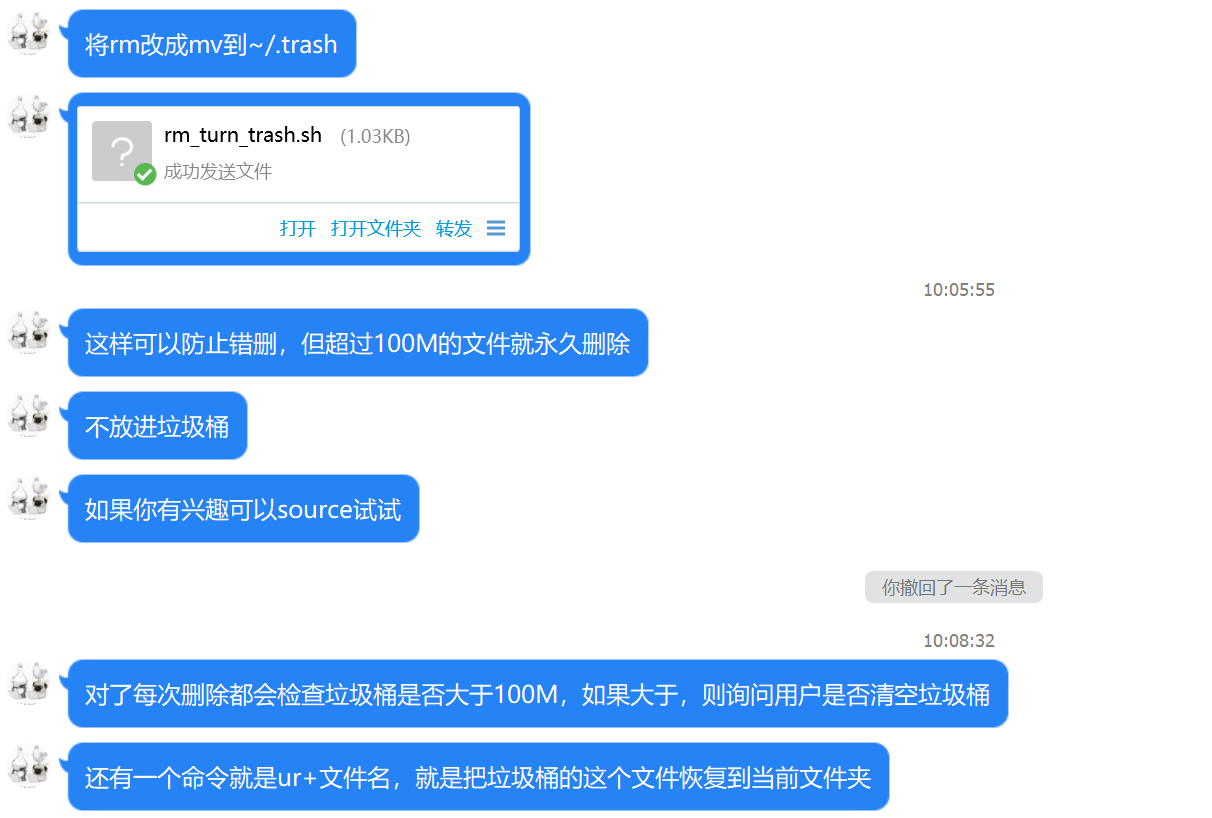 将rm改成mv到~/.trash
rm_turn_trash.sh (1.03KB)
成功发送文件
打开 打开文件夹 转发
10:05:55
这样可以防止错删，但超过100M的文件就永久删除
不放进垃圾桶
如果你有兴趣可以source试试
你撤回了一条消息
10:08:32
对了每次删除都会检查垃圾桶是否大于100M，如果大于，则询问用户是否清空垃圾桶
还有一个命令就是ur+文件名，就是把垃圾桶的这个文件恢复到当前文件夹